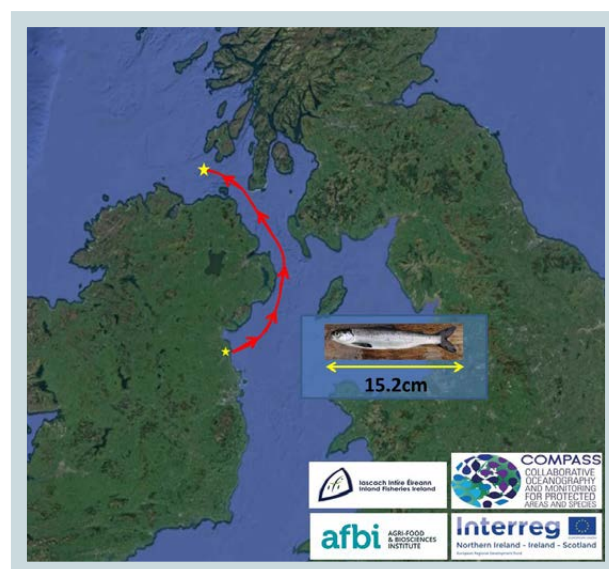 15.2cm
Iascach Intíre Éireann
Inland Fisheries Ireland
COMPASS
COLLABORATIVE
OCEANOGRAPHY
AND MONITORING
FOR PROTECTED
AREAS AND SPECIES
afbi
AGRI-FOOD
& BIOSCIENCES
INSTITUTE
Interreg
Northern Ireland - Ireland - Scotland
European Regional Development Fund